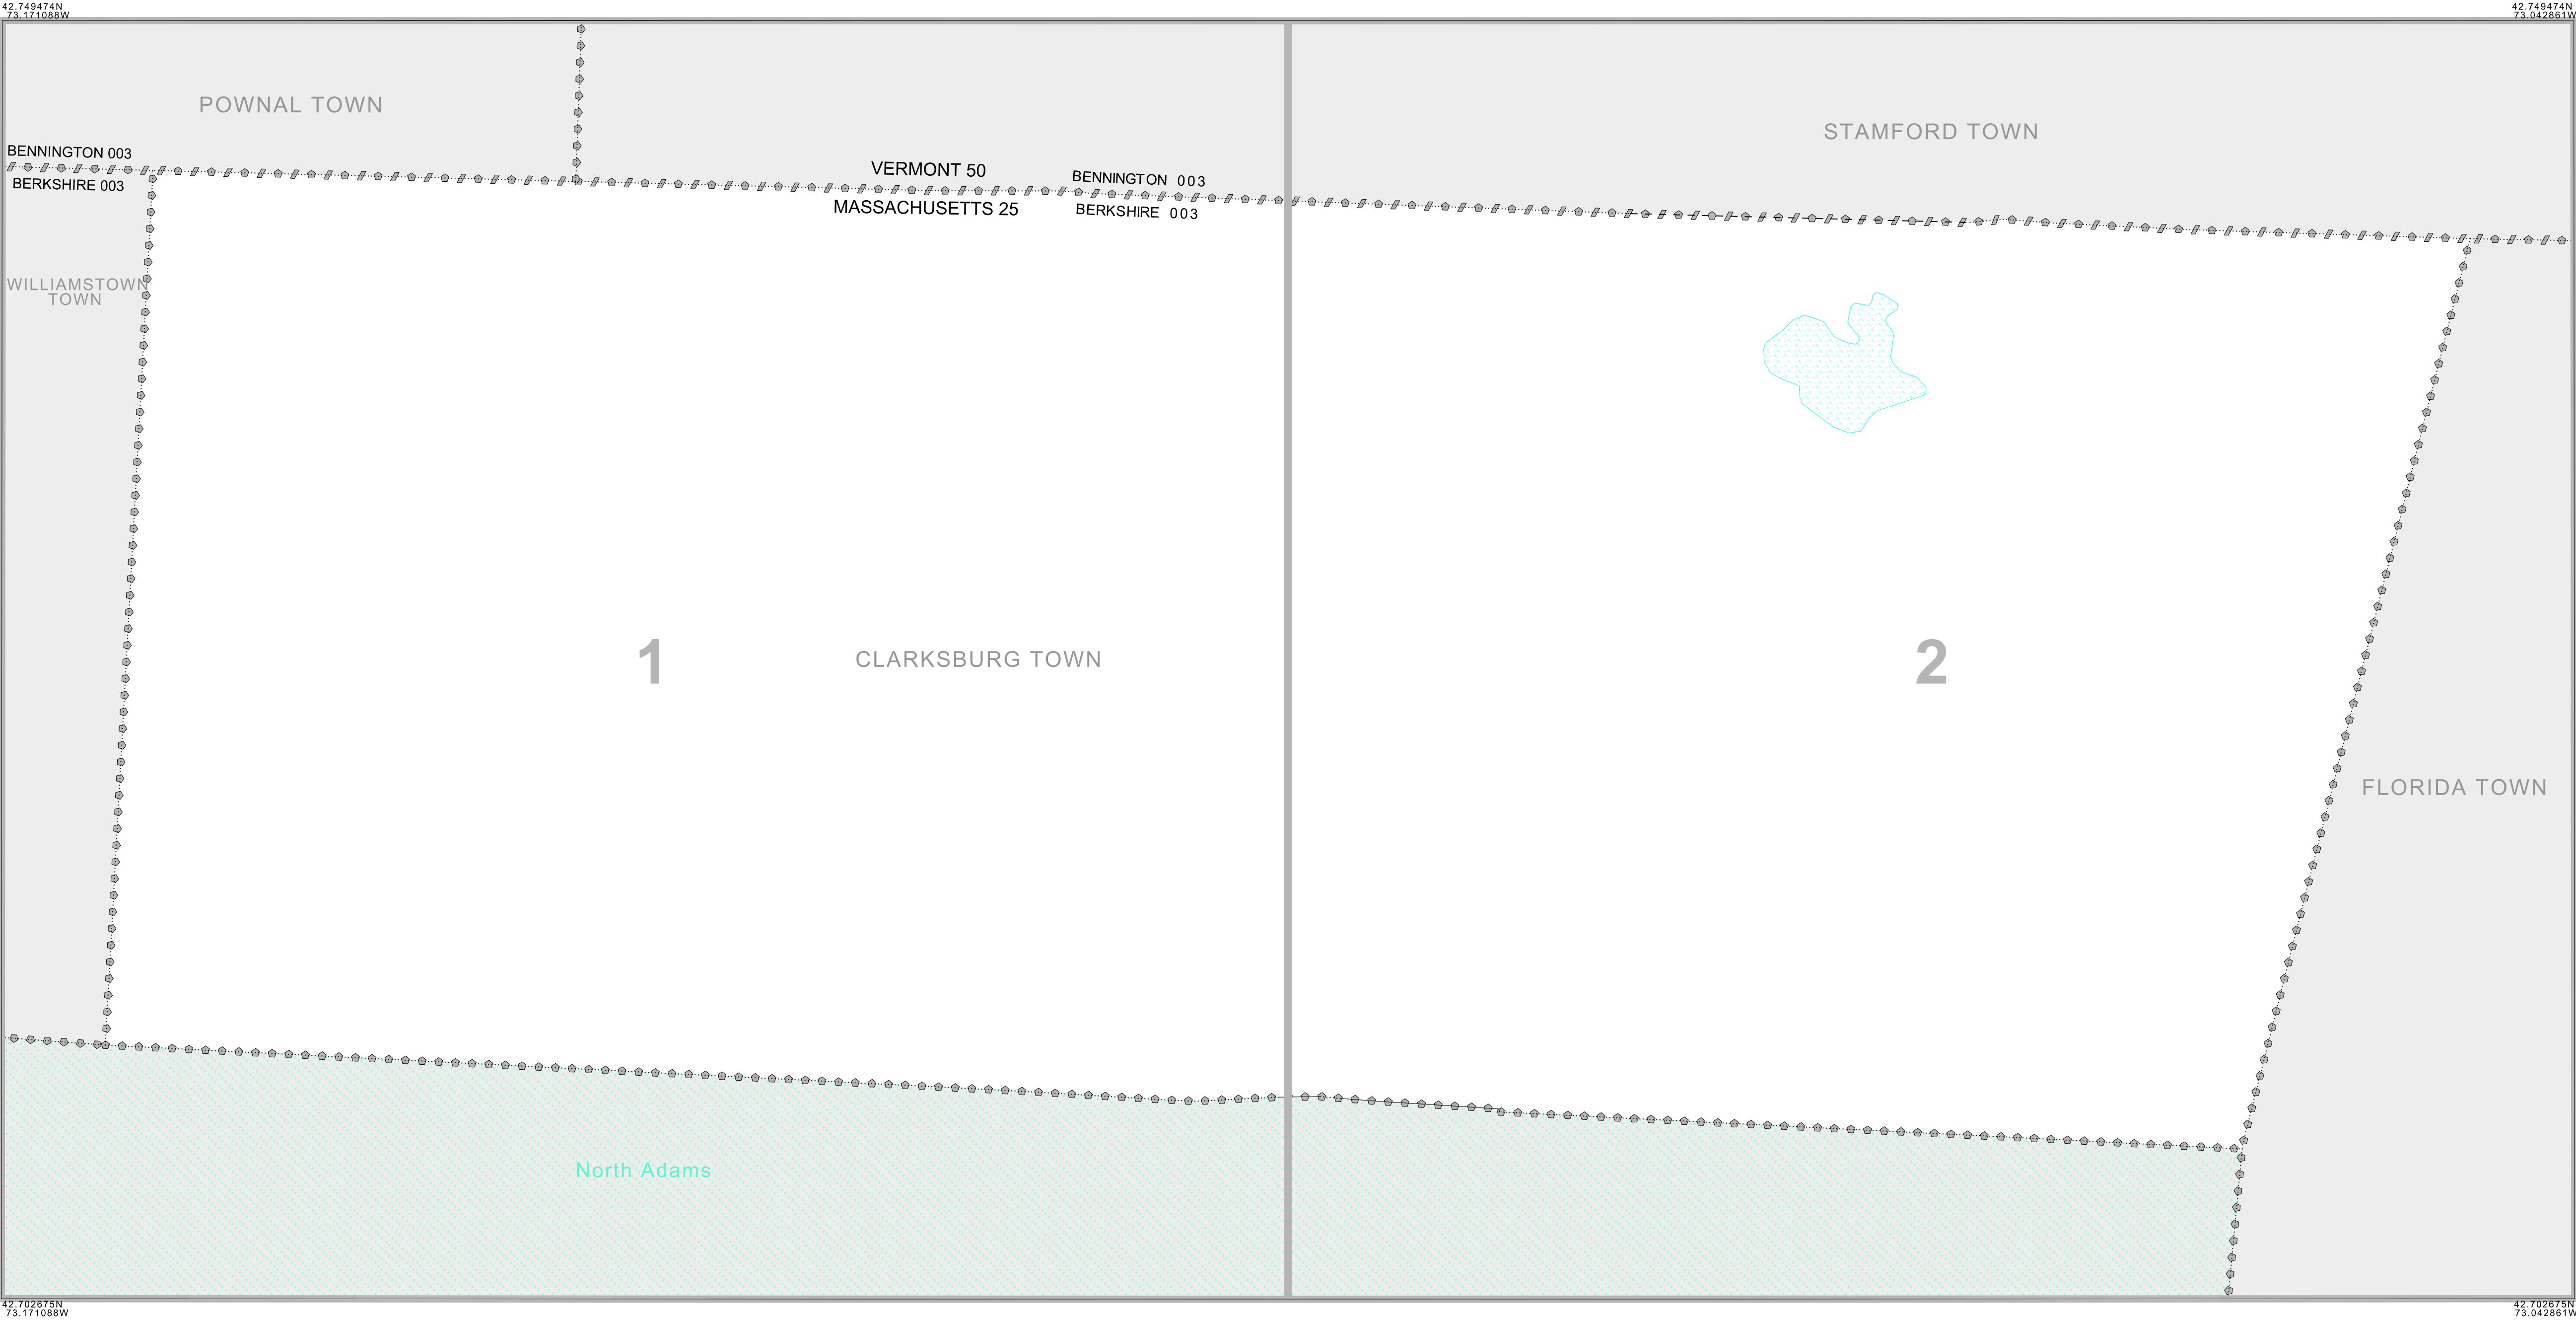 42.749474N
73.171088W
42.749474N
73.042861W
POWNAL TOWN
STAMFORD TOWN
BENNINGTON 003
BERKSHIRE 003
VERMONT 50
MASSACHUSETTS 25
BENNINGTON 003
BERKSHIRE 003
WILLIAMSTOWN
TOWN
1
CLARKSBURG TOWN
2
FLORIDA TOWN
North Adams
42.702675N
73.171088W
42.702675N
73.042861W